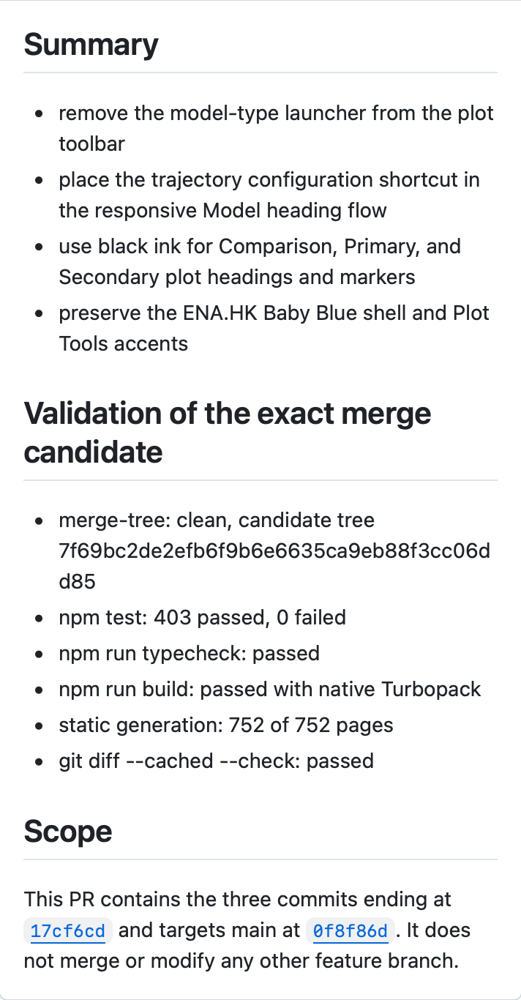 Summary
remove the model-type launcher from the plot
toolbar
place the trajectory configuration shortcut in
the responsive Model heading flow
use black ink for Comparison, Primary, and
Secondary plot headings and markers
preserve the ENA.HK Baby Blue shell and Plot
Tools accents
Validation of the exact merge
candidate
merge-tree: clean, candidate tree
7f69bc2de2efb6f9b6e6635ca9eb88f3cc06d
d85
npm test: 403 passed, 0 failed
npm run typecheck: passed
npm run build: passed with native Turbopack
static generation: 752 of 752 pages
git diff --cached --check: passed
Scope
This PR contains the three commits ending at
17cf6cd and targets main at 0f8f86d. It does
not merge or modify any other feature branch.